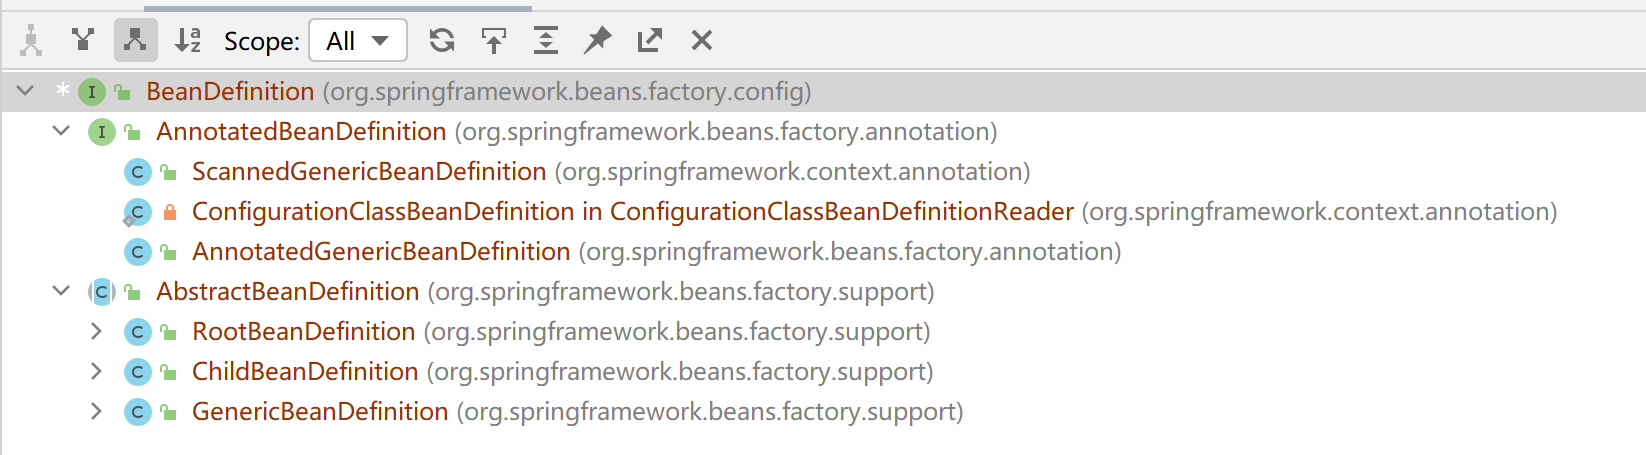 Scope: All
BeanDefinition (org.springframework.beans.factory.config)
AnnotatedBeanDefinition (org.springframework.beans.factory.annotation)
ScannedGenericBeanDefinition (org.springframework.context.annotation)
ConfigurationClassBeanDefinition in ConfigurationClassBeanDefinitionReader (org.springframework.context.annotation)
AnnotatedGenericBeanDefinition (org.springframework.beans.factory.annotation)
AbstractBeanDefinition (org.springframework.beans.factory.support)
RootBeanDefinition (org.springframework.beans.factory.support)
ChildBeanDefinition (org.springframework.beans.factory.support)
GenericBeanDefinition (org.springframework.beans.factory.support)